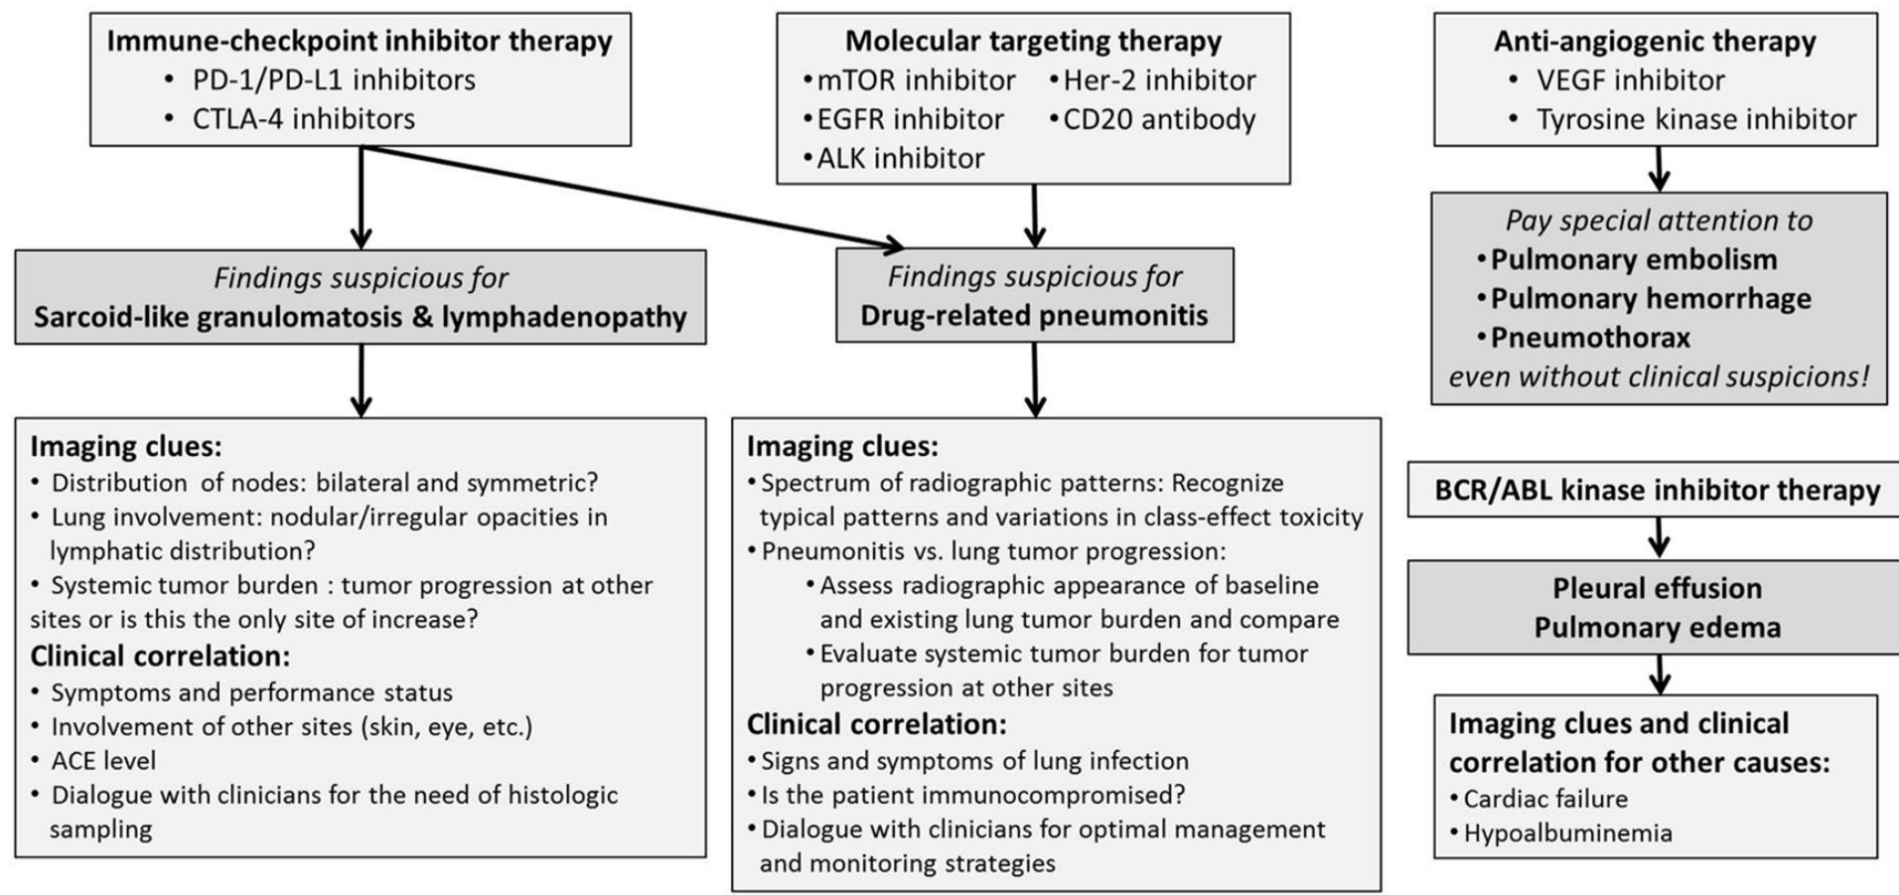 Immune-checkpoint inhibitor therapy
• PD-1/PD-L1 inhibitors
• CTLA-4 inhibitors
Molecular targeting therapy
•mTOR inhibitor •Her-2 inhibitor
•EGFR inhibitor •CD20 antibody
•ALK inhibitor
Anti-angiogenic therapy
• VEGF inhibitor
• Tyrosine kinase inhibitor
Findings suspicious for
Sarcoid-like granulomatosis & lymphadenopathy
Findings suspicious for
Drug-related pneumonitis
Pay special attention to
•Pulmonary embolism
•Pulmonary hemorrhage
•Pneumothorax
even without clinical suspicions!
Imaging clues:
• Distribution of nodes: bilateral and symmetric?
• Lung involvement: nodular/irregular opacities in
lymphatic distribution?
• Systemic tumor burden : tumor progression at other
sites or is this the only site of increase?
Clinical correlation:
• Symptoms and performance status
• Involvement of other sites (skin, eye, etc.)
• ACE level
• Dialogue with clinicians for the need of histologic
sampling
Imaging clues:
•Spectrum of radiographic patterns: Recognize
typical patterns and variations in class-effect toxicity
•Pneumonitis vs. lung tumor progression:
•Assess radiographic appearance of baseline
and existing lung tumor burden and compare
•Evaluate systemic tumor burden for tumor
progression at other sites
Clinical correlation:
•Signs and symptoms of lung infection
•Is the patient immunocompromised?
•Dialogue with clinicians for optimal management
and monitoring strategies
BCR/ABL kinase inhibitor therapy
Pleural effusion
Pulmonary edema
Imaging clues and clinical
correlation for other causes:
•Cardiac failure
•Hypoalbuminemia